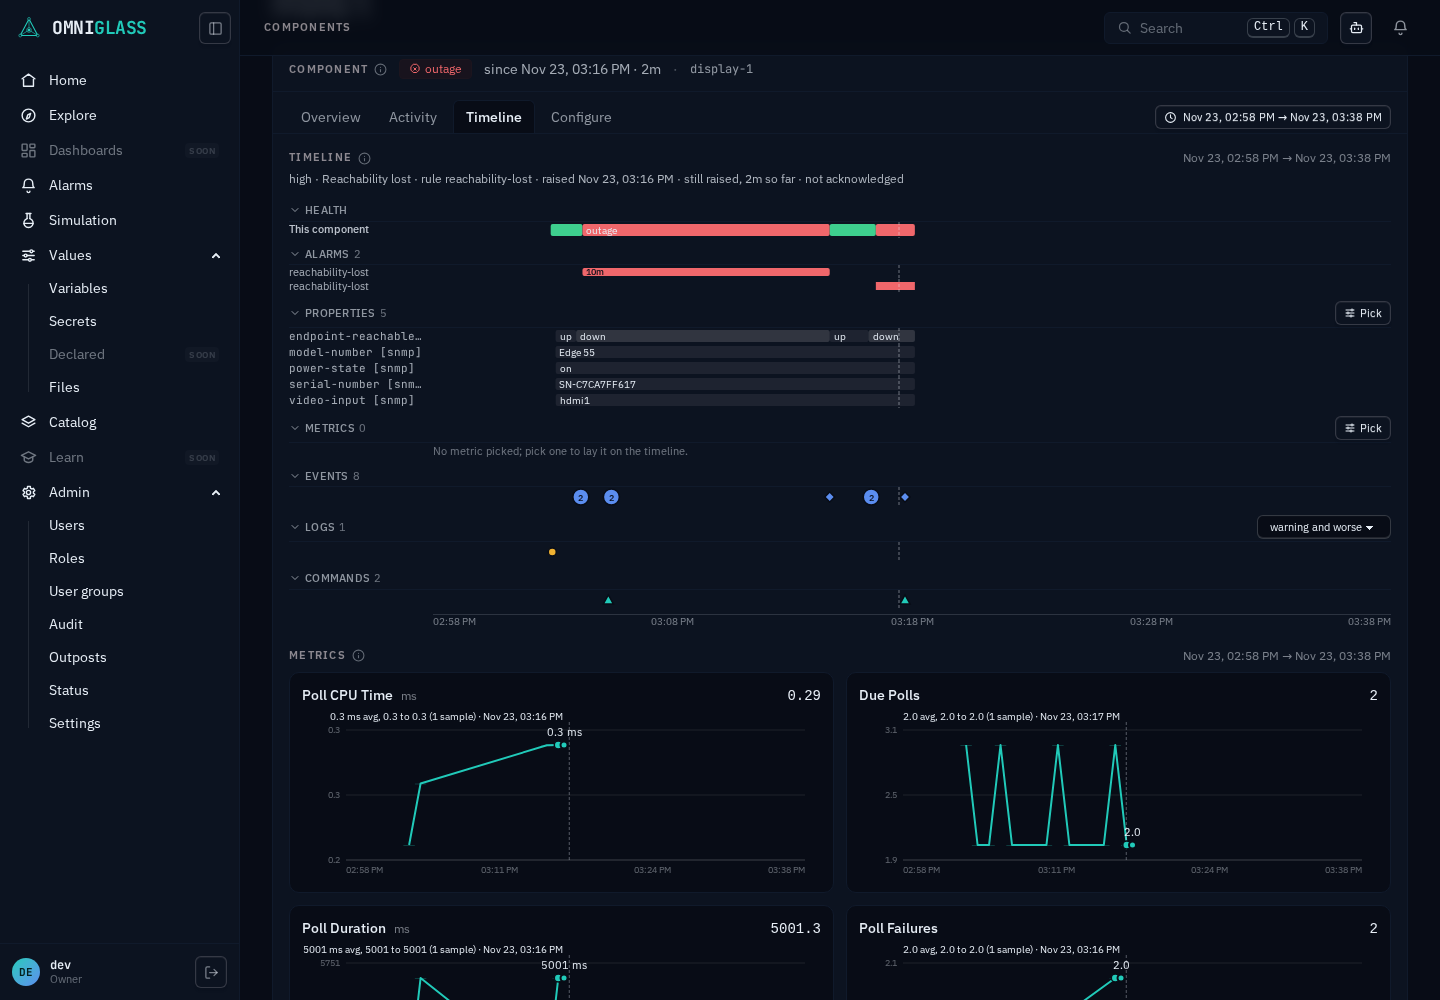 OMNIGLASS
COMPONENTS
Search
Ctrl K
Home
Explore
Dashboards SOON
Alarms
Simulation
Values
Variables
Secrets
Declared SOON
Files
Catalog
Learn SOON
Admin
Users
Roles
User groups
Audit
Outposts
Status
Settings
DE dev
Owner
COMPONENT outage since Nov 23, 03:16 PM · 2m · display-1
Overview Activity Timeline Configure
Nov 23, 02:58 PM → Nov 23, 03:38 PM
TIMELINE Nov 23, 02:58 PM → Nov 23, 03:38 PM
high · Reachability lost · rule reachability-lost · raised Nov 23, 03:16 PM · still raised, 2m so far · not acknowledged
HEALTH
This component outage
ALARMS 2
reachability-lost 10m
reachability-lost
PROPERTIES 5 Pick
endpoint-reachable… up down up down
model-number [snmp] Edge 55
power-state [snmp] on
serial-number [snm… SN-C7CA7FF617
video-input [snmp] hdmi1
METRICS 0 Pick
No metric picked; pick one to lay it on the timeline.
EVENTS 8
2 2 2
LOGS 1 warning and worse
COMMANDS 2
02:58 PM 03:08 PM 03:18 PM 03:28 PM 03:38 PM
METRICS Nov 23, 02:58 PM → Nov 23, 03:38 PM
Poll CPU Time ms 0.29
0.3 ms avg, 0.3 to 0.3 (1 sample) · Nov 23, 03:16 PM
0.3 ms
0.3
0.3
0.2
02:58 PM 03:11 PM 03:24 PM 03:38 PM
Due Polls 2
2.0 avg, 2.0 to 2.0 (1 sample) · Nov 23, 03:17 PM
3.1
2.5
2.0
1.9
02:58 PM 03:11 PM 03:24 PM 03:38 PM
Poll Duration ms 5001.3
5001 ms avg, 5001 to 5001 (1 sample) · Nov 23, 03:16 PM
5751 5001 ms
Poll Failures 2
2.0 avg, 2.0 to 2.0 (1 sample) · Nov 23, 03:16 PM
2.1 2.0